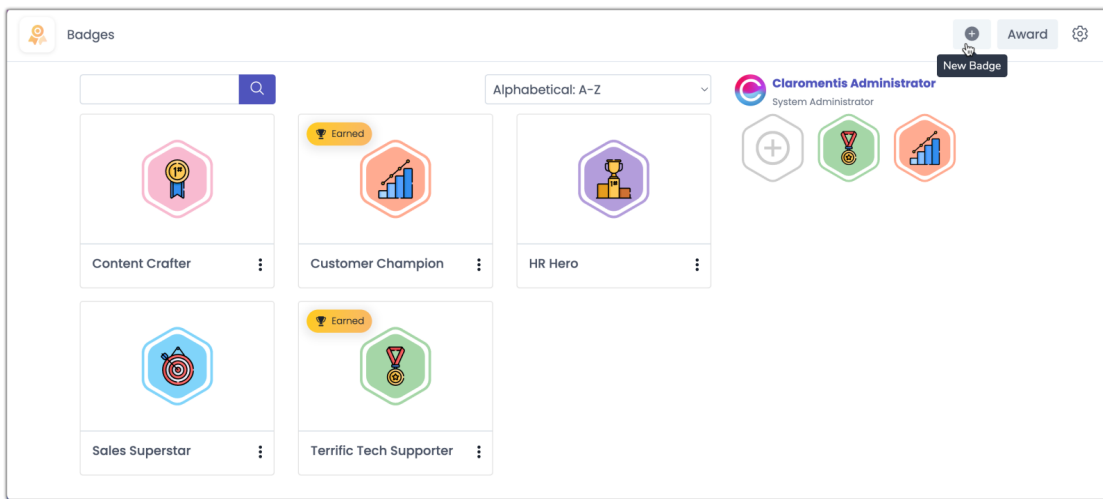 Badges
Award
New Badge
Alphabetical: A-Z
Claromentis Administrator
System Administrator
Earned
1st
Content Crafter
Customer Champion
HR Hero
Earned
Sales Superstar
Terrific Tech Supporter